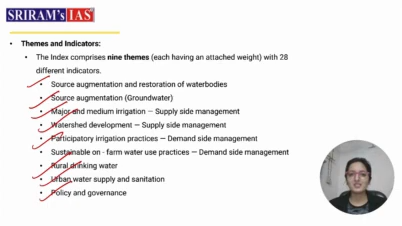 SRIRAM's IAS
• Themes and Indicators:
• The Index comprises nine themes (each having an attached weight) with 28
different indicators.
• Source augmentation and restoration of waterbodies
• Source augmentation (Groundwater)
• Major and medium irrigation — Supply side management
• Watershed development — Supply side management
• Participatory irrigation practices — Demand side management
• Sustainable on - farm water use practices — Demand side management
• Rural drinking water
• Urban water supply and sanitation
• Policy and governance